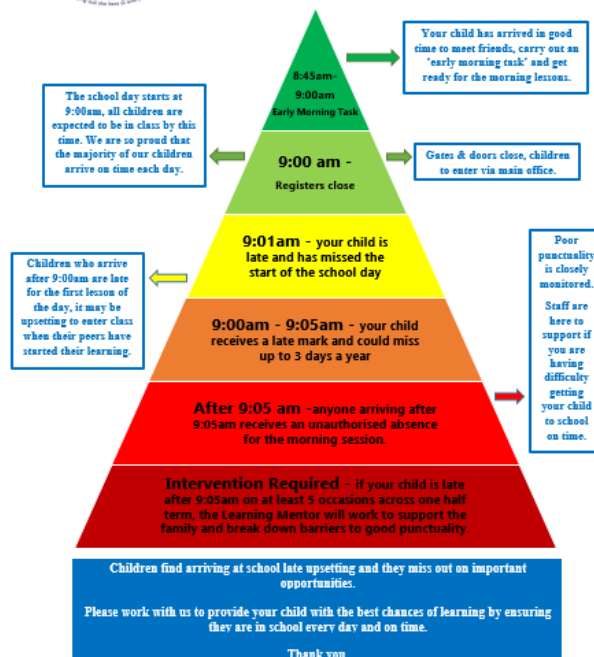 Your child has arrived in good
time to meet friends, carry out an
'early morning task' and get
ready for the morning lessons.
8:45am-
9:00am
Early Morning Task
The school day starts at
9:00am, all children are
expected to be in class by this
time. We are so proud that
the majority of our children
arrive on time each day.
9:00 am -
Registers close
Gates & doors close, children
to enter via main office.
9:01am - your child is
late and has missed the
start of the school day
Children who arrive
after 9:00am are late
for the first lesson of
the day, it may be
upsetting to enter class
when their peers have
started their learning.
Poor
punctuality
is closely
monitored.
Staff are
here to
support if
you are
having
difficulty
getting
your child
to school
on time.
9:00am - 9:05am - your child
receives a late mark and could miss
up to 3 days a year
After 9:05 am -anyone arriving after
9:05am receives an unauthorised absence
for the morning session.
Intervention Required - if your child is late
after 9:05am on at least 5 occasions across one half
term, the Learning Mentor will work to support the
family and break down barriers to good punctuality.
Children find arriving at school late upsetting and they miss out on important
opportunities.
Please work with us to provide your child with the best chances of learning by ensuring
they are in school every day and on time.
Thank you